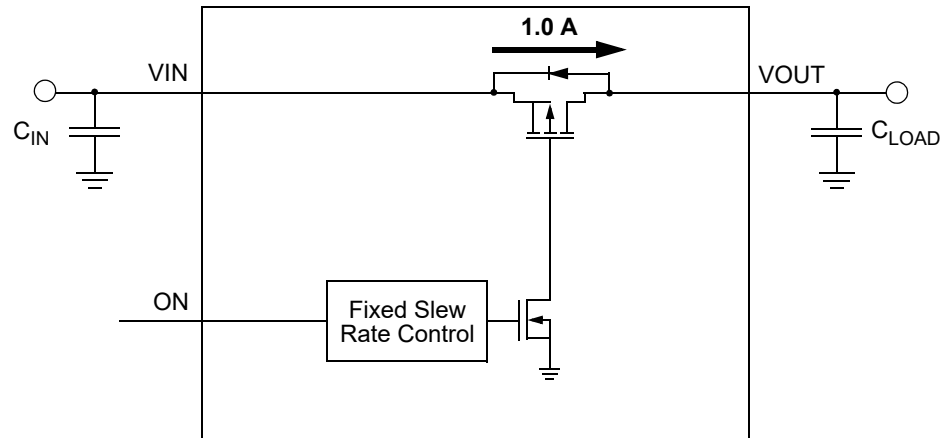 1.0 A
VIN
VOUT
CIN
CLOAD
ON
Fixed Slew
Rate Control